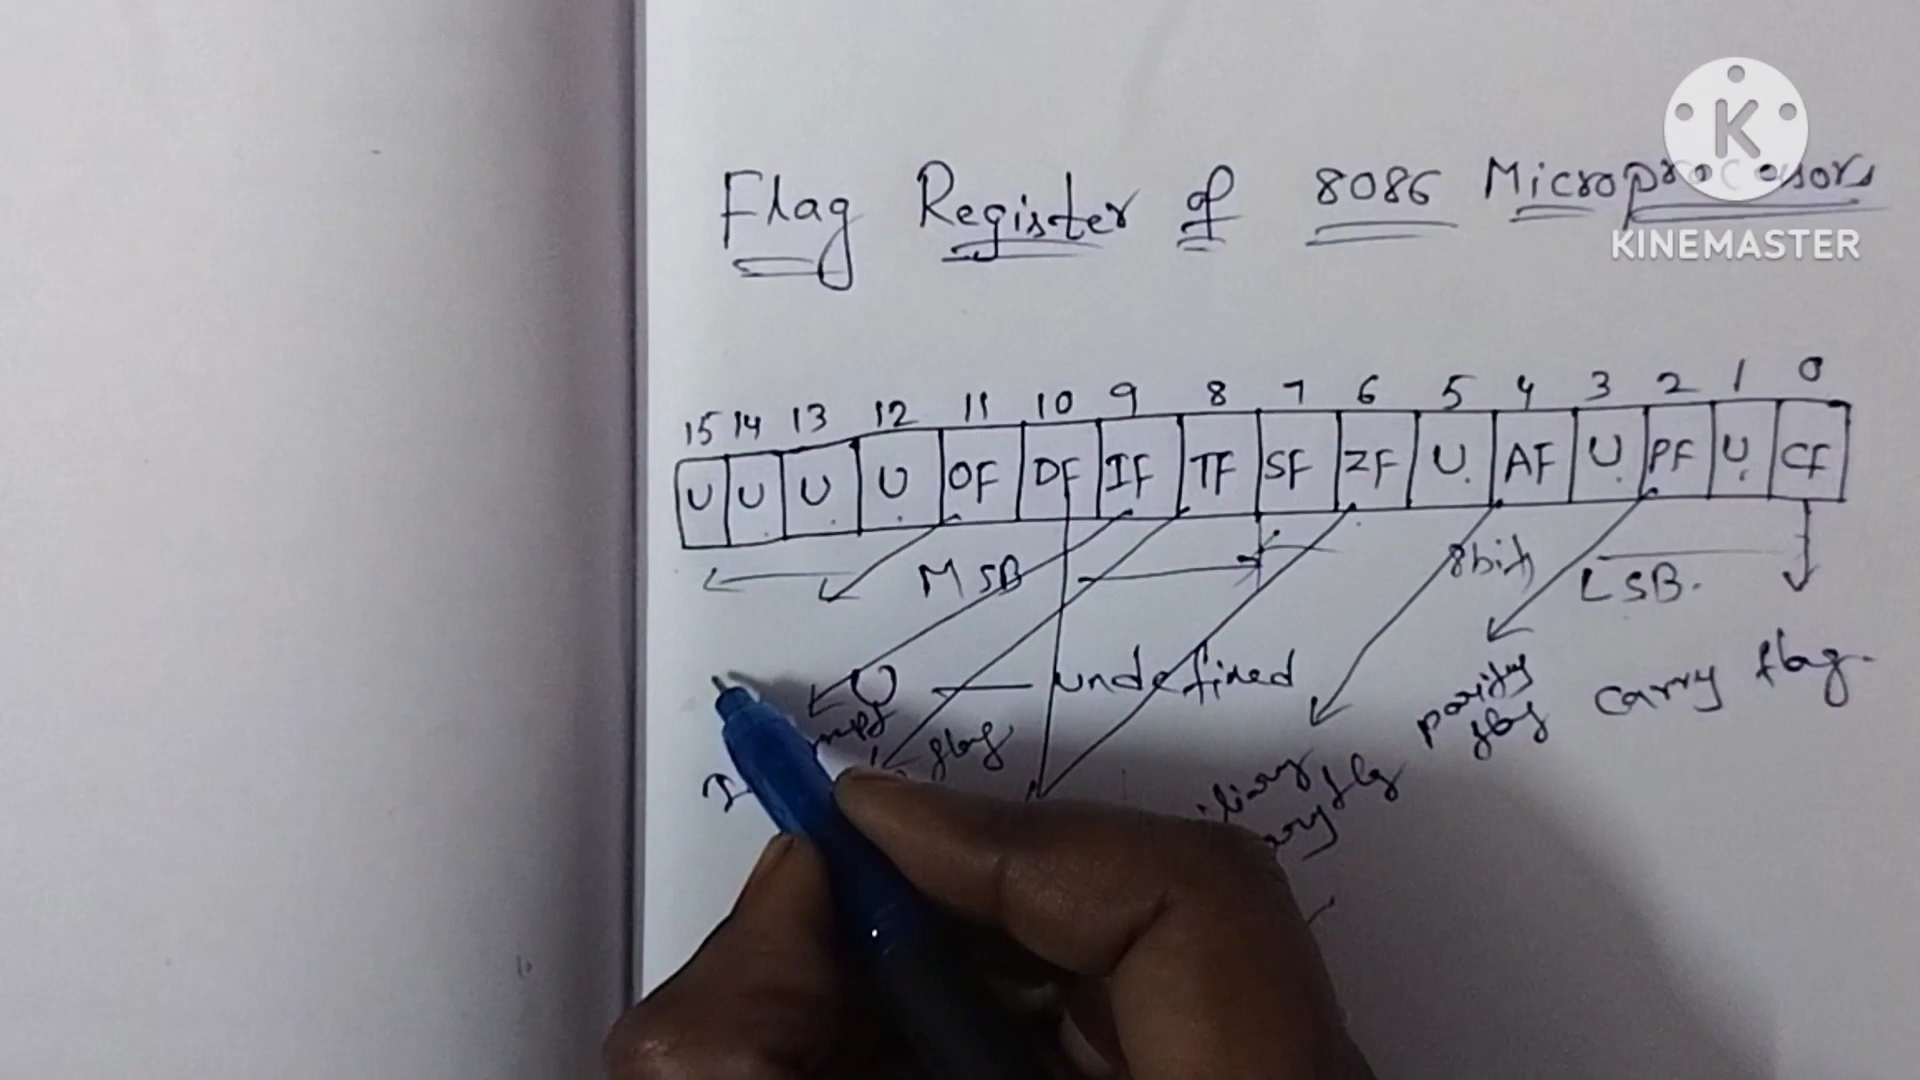 K
KINEMASTER
Flag Register of 8086 Microprocessors
15 14 13 12 11 10 9 8 7 6 5 4 3 2 1 0
U U U U OF DF IF TF SF ZF U AF U PF U CF
MSB 8bit LSB.
U — undefined
flag
parity flag
carry flag.